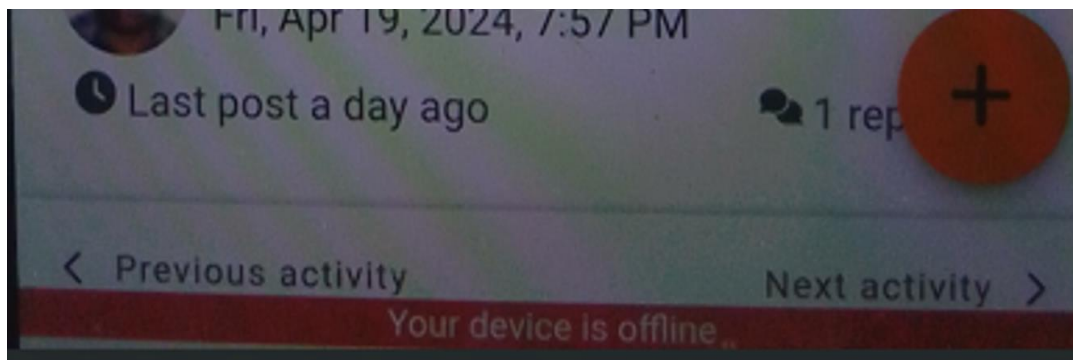 Fri, Apr 19, 2024, 7:57 PM
Last post a day ago
1 rep
Previous activity
Next activity
Your device is offline..